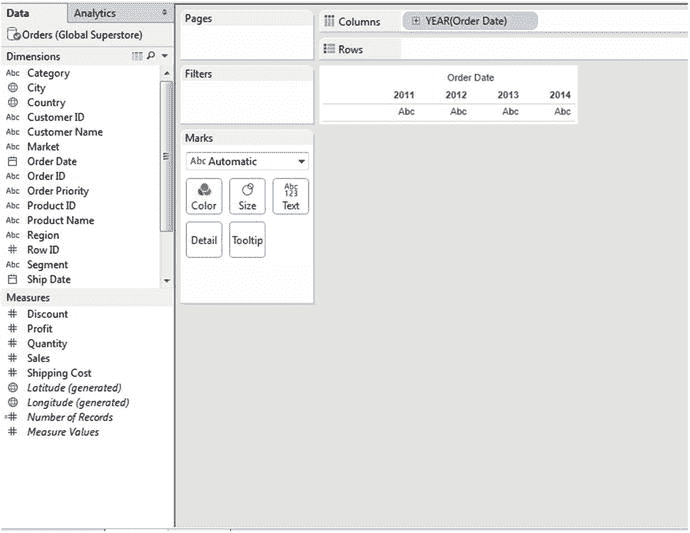 Data Analytics
Orders (Global Superstore)
Dimensions
Abc Category
City
Country
Abc Customer ID
Abc Customer Name
Abc Market
Order Date
Abc Order ID
Abc Order Priority
Abc Product ID
Abc Product Name
Abc Region
# Row ID
Abc Segment
Ship Date
Measures
# Discount
# Profit
# Quantity
# Sales
# Shipping Cost
Latitude (generated)
Longitude (generated)
=# Number of Records
# Measure Values
Pages
Filters
Marks
Abc Automatic
Color Size Abc 123 Text
Detail Tooltip
Columns YEAR(Order Date)
Rows
Order Date
2011 2012 2013 2014
Abc Abc Abc Abc